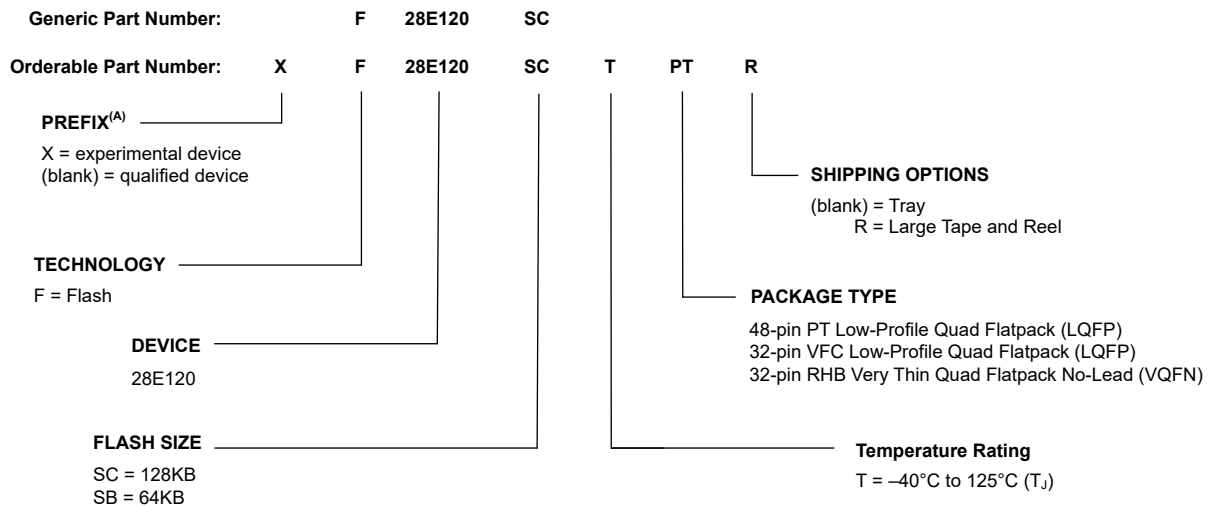 Generic Part Number: F 28E120 SC
Orderable Part Number: X F 28E120 SC T PT R
PREFIX(A)
X = experimental device
(blank) = qualified device
SHIPPING OPTIONS
(blank) = Tray
R = Large Tape and Reel
TECHNOLOGY
F = Flash
PACKAGE TYPE
48-pin PT Low-Profile Quad Flatpack (LQFP)
32-pin VFC Low-Profile Quad Flatpack (LQFP)
32-pin RHB Very Thin Quad Flatpack No-Lead (VQFN)
DEVICE
28E120
FLASH SIZE
SC = 128KB
SB = 64KB
Temperature Rating
T = –40°C to 125°C (TJ)